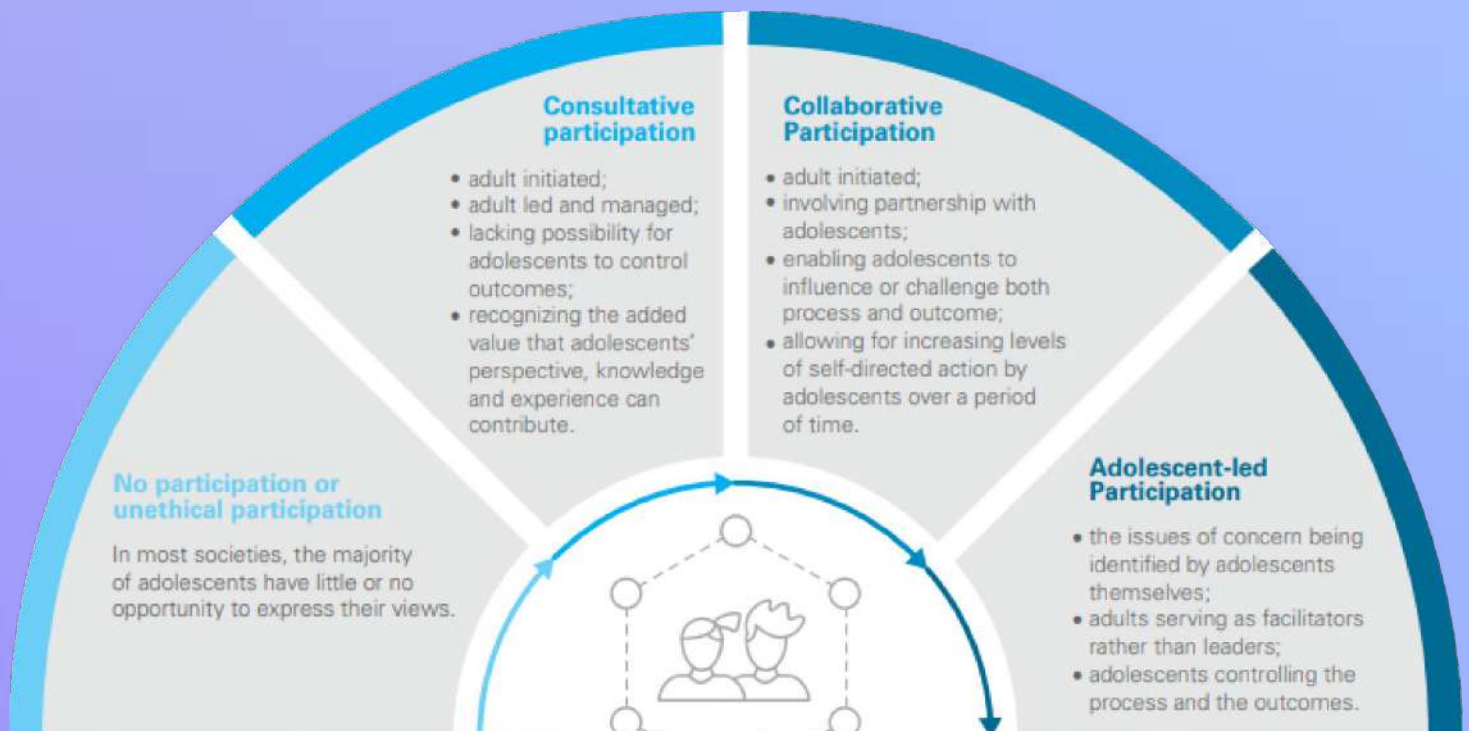 No participation or
unethical participation
In most societies, the majority
of adolescents have little or no
opportunity to express their views.
Consultative
participation
• adult initiated;
• adult led and managed;
• lacking possibility for
adolescents to control
outcomes;
• recognizing the added
value that adolescents'
perspective, knowledge
and experience can
contribute.
Collaborative
Participation
• adult initiated;
• involving partnership with
adolescents;
• enabling adolescents to
influence or challenge both
process and outcome;
• allowing for increasing levels
of self-directed action by
adolescents over a period
of time.
Adolescent-led
Participation
• the issues of concern being
identified by adolescents
themselves;
• adults serving as facilitators
rather than leaders;
• adolescents controlling the
process and the outcomes.